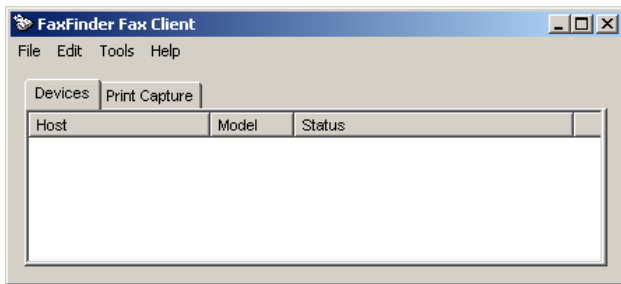 FaxFinder Fax Client
File Edit Tools Help
Devices Print Capture
Host Model Status